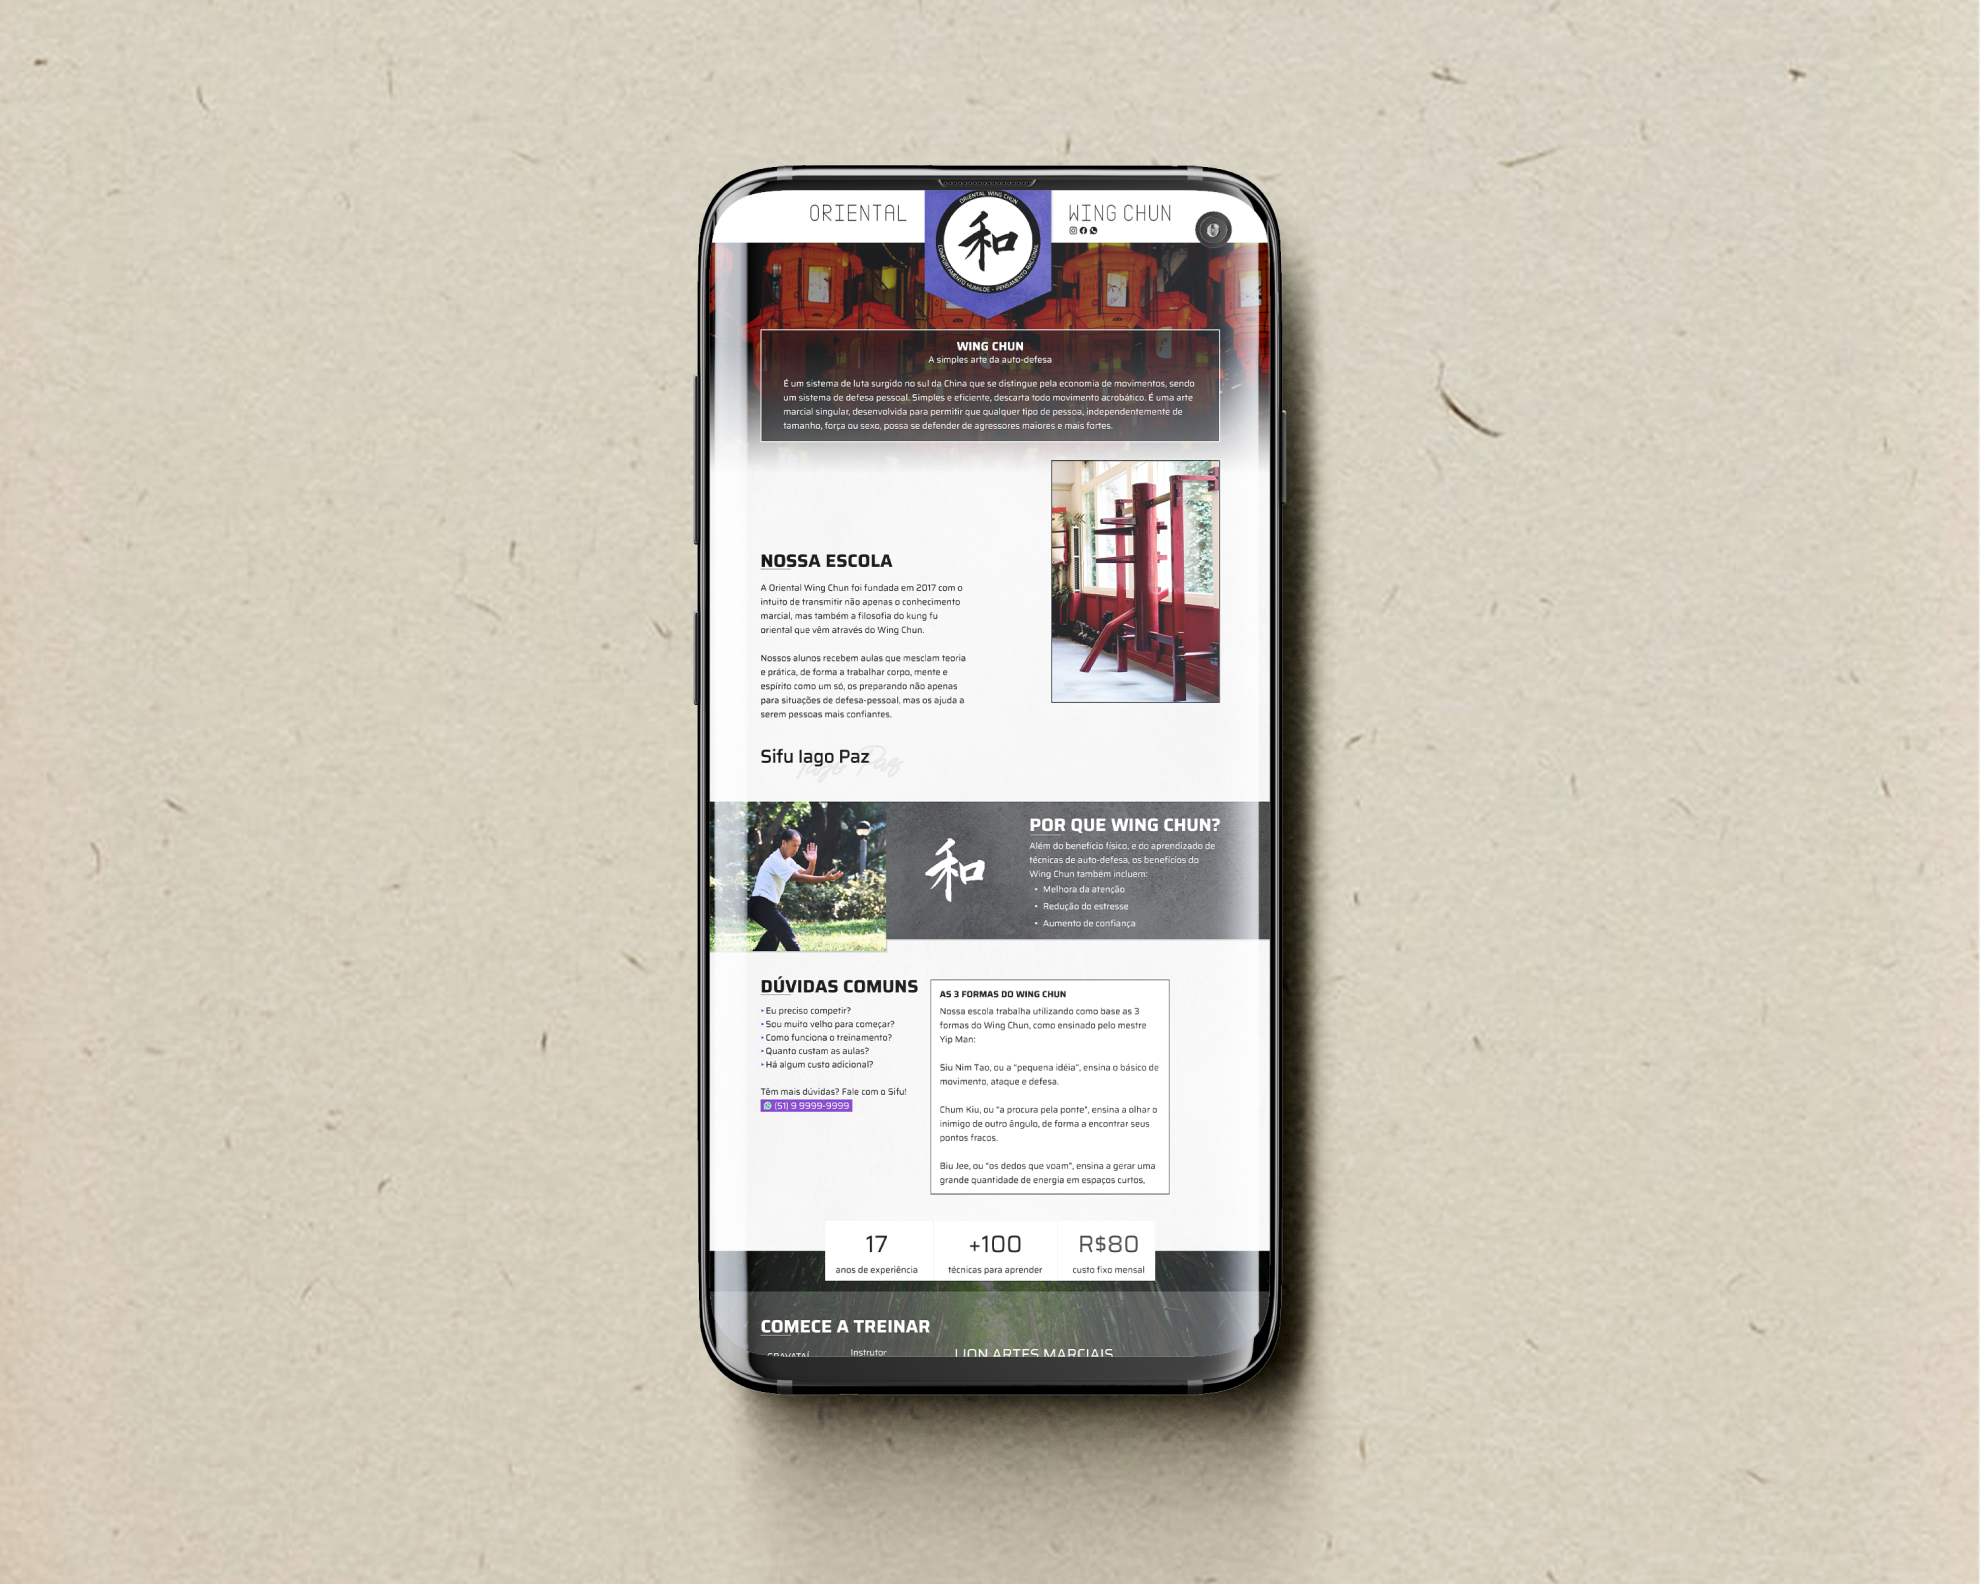 ORIENTAL
ORIENTAL WING CHUN
和
COMPORTAMENTO HUMILDE - PENSAMENTO RACIONAL
WING CHUN
WING CHUN
A simples arte da auto-defesa
É um sistema de luta surgido no sul da China que se distingue pela economia de movimentos, sendo
um sistema de defesa pessoal. Simples e eficiente, descarta todo movimento acrobático. É uma arte
marcial singular, desenvolvida para permitir que qualquer tipo de pessoa, independentemente de
tamanho, força ou sexo, possa se defender de agressores maiores e mais fortes.
NOSSA ESCOLA
A Oriental Wing Chun foi fundada em 2017 com o
intuito de transmitir não apenas o conhecimento
marcial, mas também a filosofia do kung fu
oriental que vêm através do Wing Chun.
Nossos alunos recebem aulas que mesclam teoria
e prática, de forma a trabalhar corpo, mente e
espírito como um só, os preparando não apenas
para situações de defesa-pessoal, mas os ajuda a
serem pessoas mais confiantes.
Sifu Iago Paz
Iago Paz
和
POR QUE WING CHUN?
Além do benefício físico, e do aprendizado de
técnicas de auto-defesa, os benefícios do
Wing Chun também incluem:
• Melhora da atenção
• Redução do estresse
• Aumento de confiança
DÚVIDAS COMUNS
Eu preciso competir?
Sou muito velho para começar?
Como funciona o treinamento?
Quanto custam as aulas?
Há algum custo adicional?
Têm mais dúvidas? Fale com o Sifu!
(51) 9 9999-9999
AS 3 FORMAS DO WING CHUN
Nossa escola trabalha utilizando como base as 3
formas do Wing Chun, como ensinado pelo mestre
Yip Man:
Siu Nim Tao, ou a "pequena idéia", ensina o básico de
movimento, ataque e defesa.
Chum Kiu, ou "a procura pela ponte", ensina a olhar o
inimigo de outro ângulo, de forma a encontrar seus
pontos fracos.
Biu Jee, ou "os dedos que voam", ensina a gerar uma
grande quantidade de energia em espaços curtos,
17
anos de experiência
+100
técnicas para aprender
R$80
custo fixo mensal
COMECE A TREINAR
GRAVATAÍ
Instrutor
LION ARTES MARCIAIS